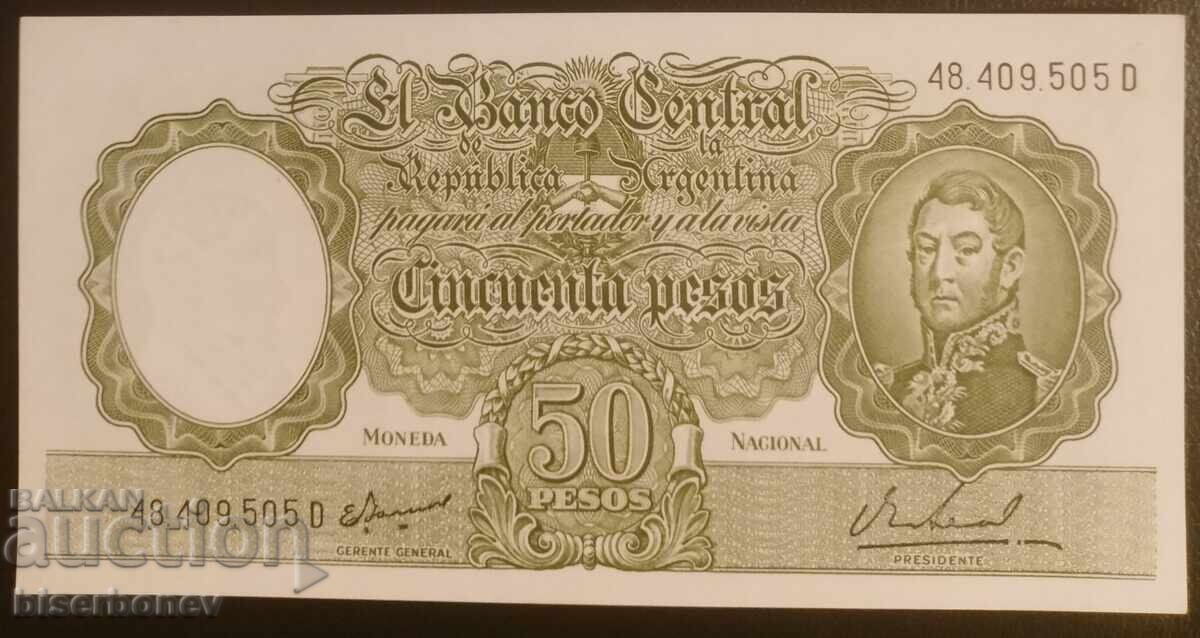 48.409.505 D
El Banco Central
de la
República Argentina
pagará al portador y a la vista
Cincuenta pesos
MONEDA NACIONAL
50
PESOS
48.409.505 D
GERENTE GENERAL
PRESIDENTE
BALKAN
auction
biserbonev